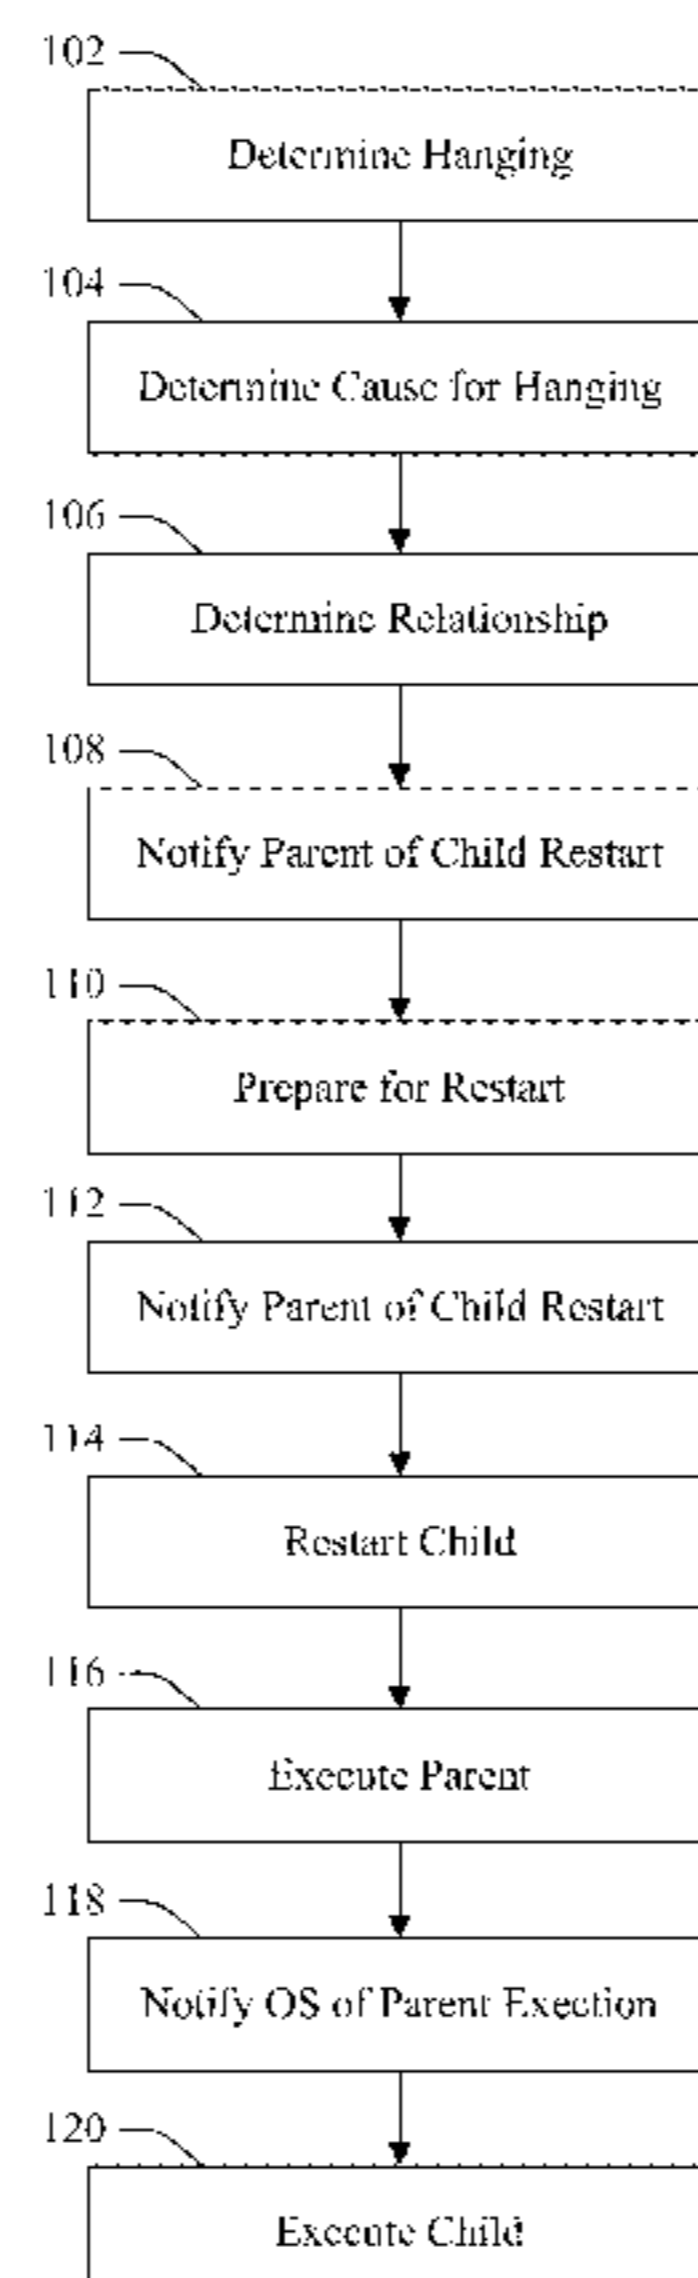 102
Determine Hanging
104
Determine Cause for Hanging
106
Determine Relationship
108
Notify Parent of Child Restart
110
Prepare for Restart
112
Notify Parent of Child Restart
114
Restart Child
116
Execute Parent
118
Notify OS of Parent Exection
120
Execute Child